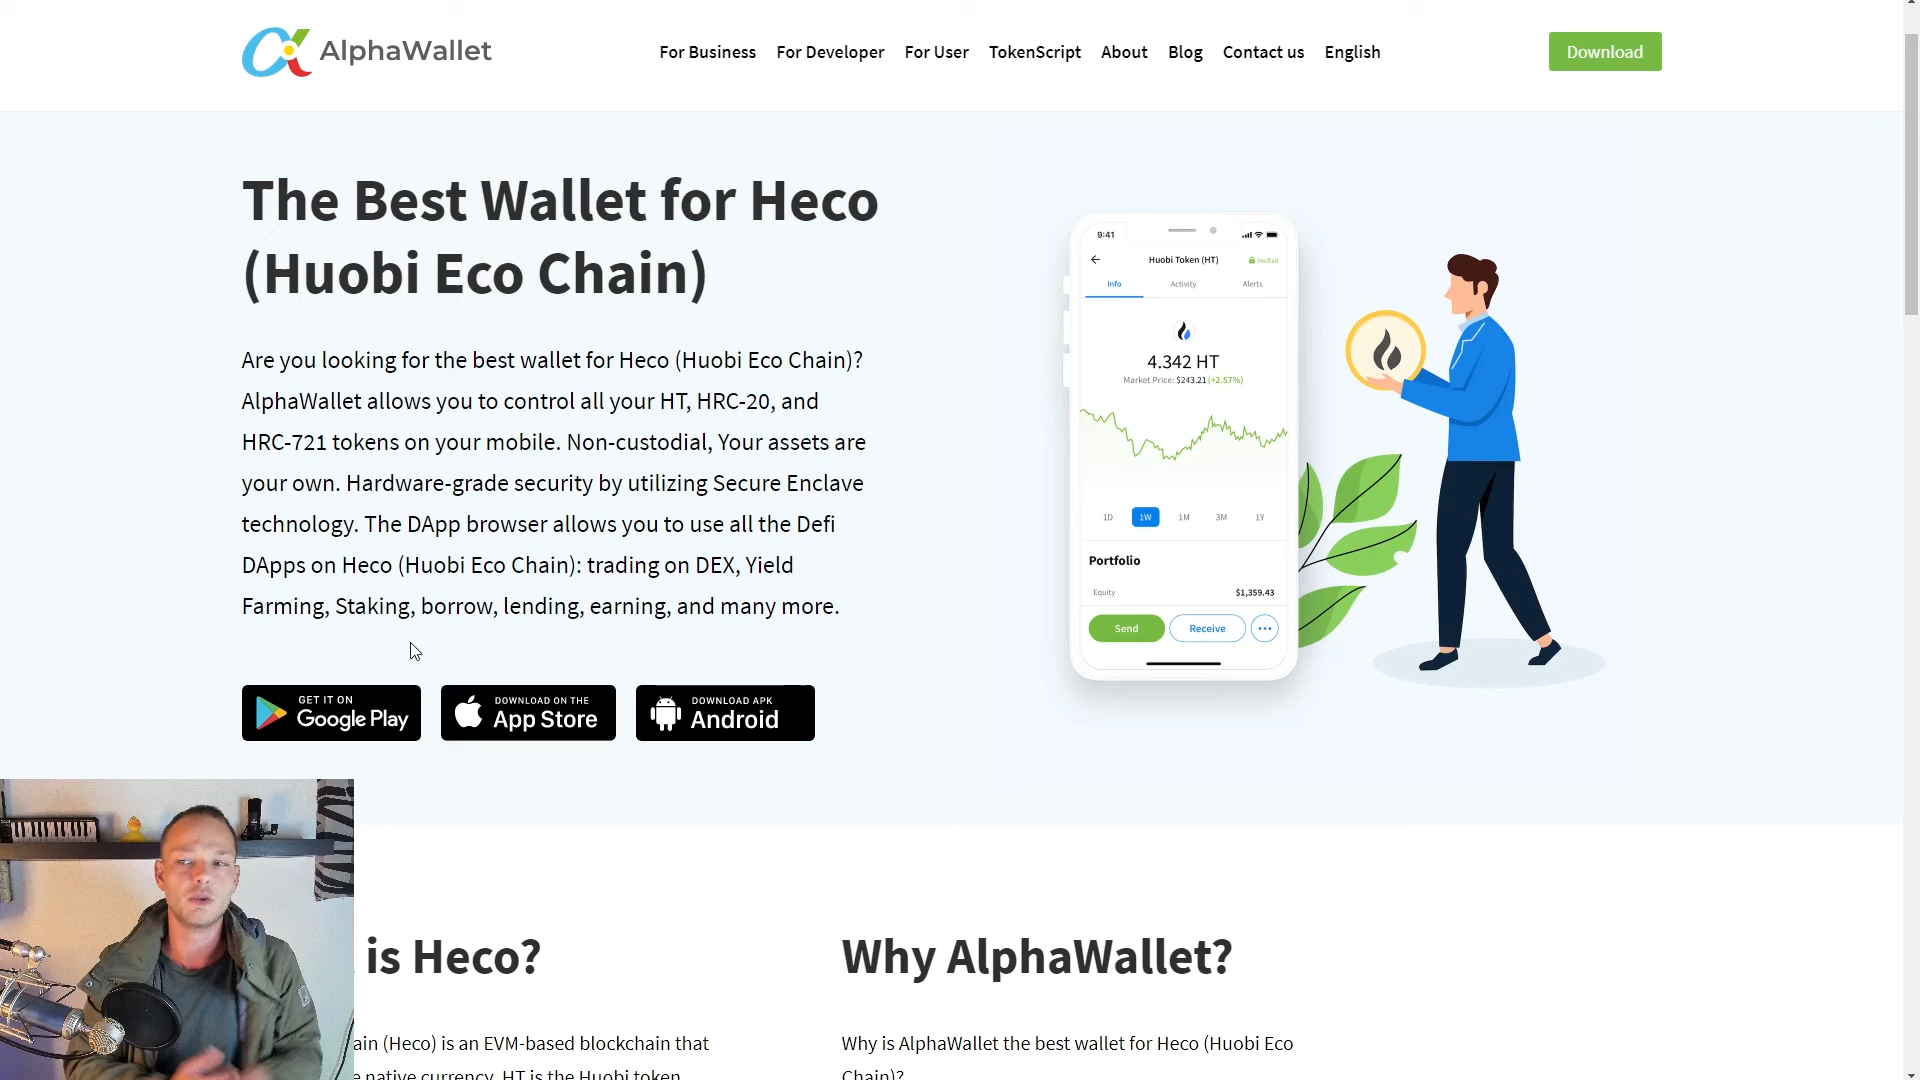 AlphaWallet
For Business For Developer For User TokenScript About Blog Contact us English
Download
The Best Wallet for Heco
(Huobi Eco Chain)
Are you looking for the best wallet for Heco (Huobi Eco Chain)?
AlphaWallet allows you to control all your HT, HRC-20, and
HRC-721 tokens on your mobile. Non-custodial, Your assets are
your own. Hardware-grade security by utilizing Secure Enclave
technology. The DApp browser allows you to use all the Defi
DApps on Heco (Huobi Eco Chain): trading on DEX, Yield
Farming, Staking, borrow, lending, earning, and many more.
GET IT ON
Google Play
DOWNLOAD ON THE
App Store
DOWNLOAD APK
Android
9:41
Huobi Token (HT) Verified
Info Activity Alerts
4.342 HT
Market Price: $243.21 (+2.57%)
1D 1W 1M 3M 1Y
Portfolio
Equity $1,359.43
Send Receive
is Heco?
ain (Heco) is an EVM-based blockchain that
native currency. HT is the Huobi token
Why AlphaWallet?
Why is AlphaWallet the best wallet for Heco (Huobi Eco
Chain)?